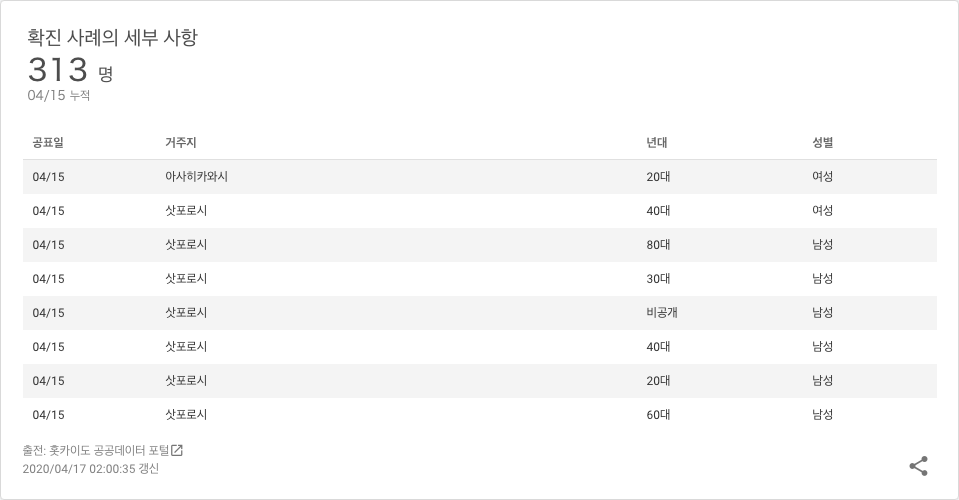 확진 사례의 세부 사항
313 명
04/15 누적
공표일 거주지 년대 성별
04/15 아사히카와시 20대 여성
04/15 삿포로시 40대 여성
04/15 삿포로시 80대 남성
04/15 삿포로시 30대 남성
04/15 삿포로시 비공개 남성
04/15 삿포로시 40대 남성
04/15 삿포로시 20대 남성
04/15 삿포로시 60대 남성
출전: 홋카이도 공공데이터 포털
2020/04/17 02:00:35 갱신